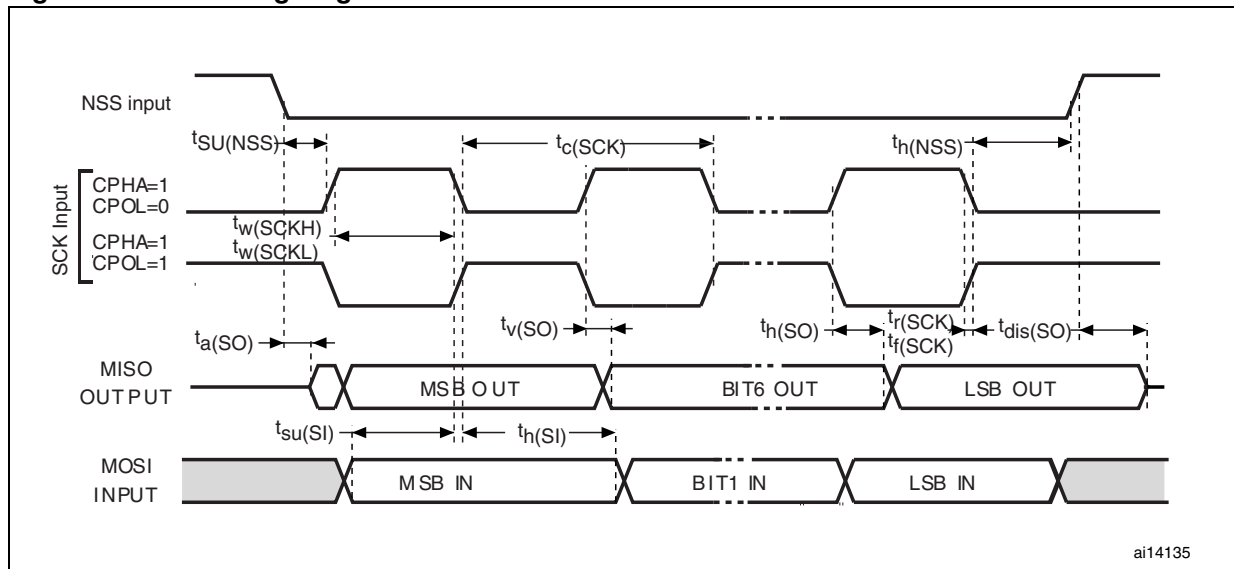 NSS input
tSU(NSS)
tc(SCK)
th(NSS)
SCK Input
CPHA=1
CPOL=0
tw(SCKH)
tw(SCKL)
CPHA=1
CPOL=1
ta(SO)
tv(SO)
th(SO)
tr(SCK)
tf(SCK)
tdis(SO)
MISO
OUTPUT
MSB OUT
BIT6 OUT
LSB OUT
tsu(SI)
th(SI)
MOSI
INPUT
MSB IN
BIT1 IN
LSB IN
ai14135